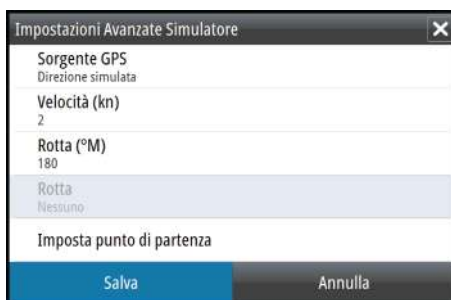 Impostazioni Avanzate Simulatore
Sorgente GPS
Direzione simulata
Velocità (kn)
2
Rotta (°M)
180
Rotta
Nessuno
Imposta punto di partenza
Salva Annulla